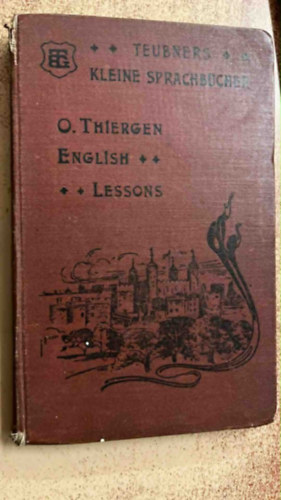 TEUBNERS
KLEINE SPRACHBÜCHER
O. THIERGEN
ENGLISH
LESSONS